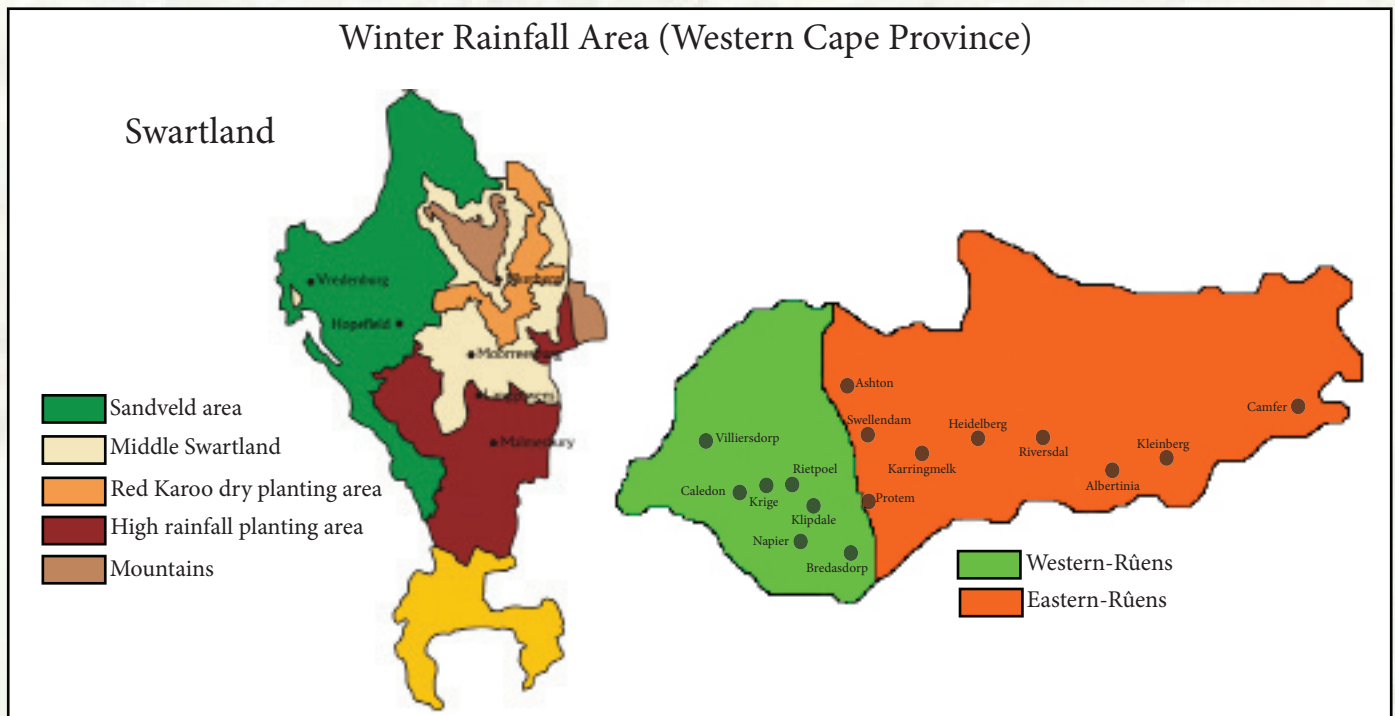 Winter Rainfall Area (Western Cape Province)
Swartland
Vredenburg
Hopefield
Malmesbury
Sandveld area
Middle Swartland
Red Karoo dry planting area
High rainfall planting area
Mountains
Ashton
Swellendam
Heidelberg
Camfer
Villiersdorp
Karringmelk
Riversdal
Kleinberg
Rietpoel
Albertinia
Caledon
Krige
Protem
Klipdale
Napier
Bredasdorp
Western-Rûens
Eastern-Rûens